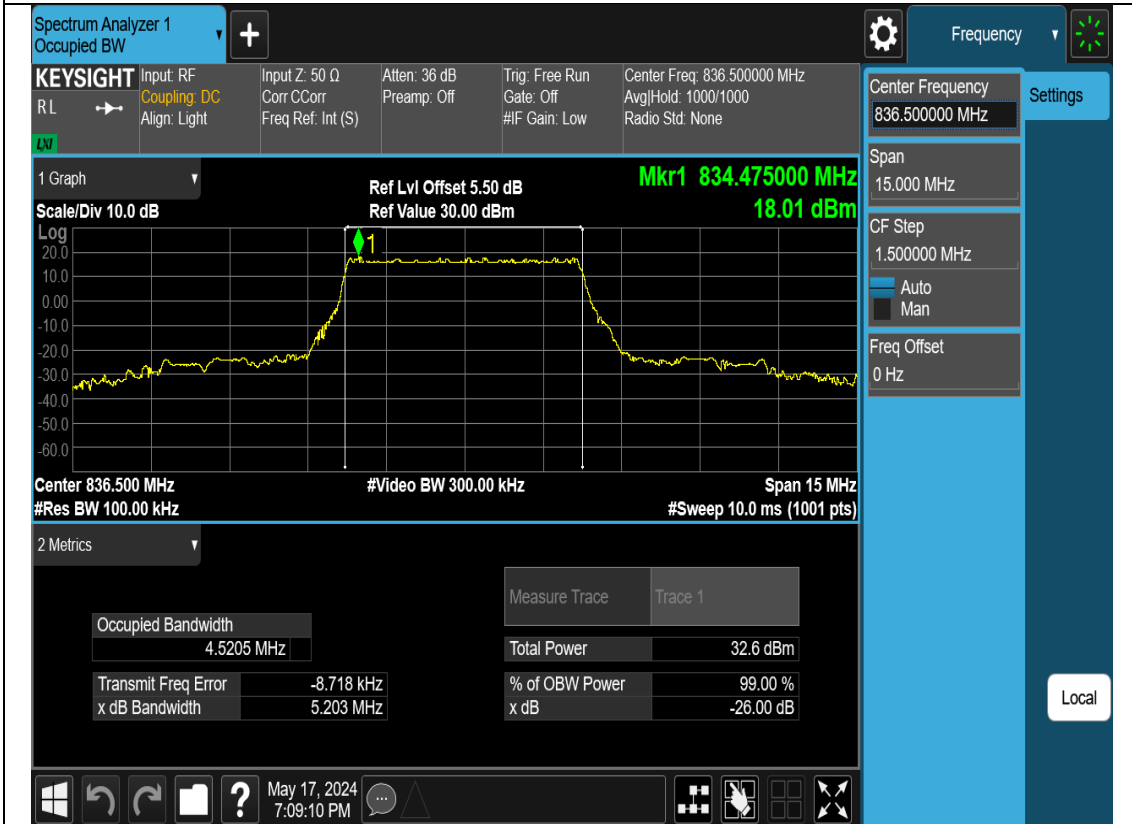 Spectrum Analyzer 1
Occupied BW
+
Frequency
KEYSIGHT
RL
LXI
Input: RF
Coupling: DC
Align: Light
Input Z: 50 Ω
Corr CCorr
Freq Ref: Int (S)
Atten: 36 dB
Preamp: Off
Trig: Free Run
Gate: Off
#IF Gain: Low
Center Freq: 836.500000 MHz
Avg|Hold: 1000/1000
Radio Std: None
Center Frequency
836.500000 MHz
Settings
Span
15.000 MHz
CF Step
1.500000 MHz
Auto
Man
Freq Offset
0 Hz
Local
1 Graph
Scale/Div 10.0 dB
Ref Lvl Offset 5.50 dB
Ref Value 30.00 dBm
Mkr1 834.475000 MHz
18.01 dBm
Log
1
20.0
10.0
0.00
-10.0
-20.0
-30.0
-40.0
-50.0
-60.0
Center 836.500 MHz
#Video BW 300.00 kHz
Span 15 MHz
#Res BW 100.00 kHz
#Sweep 10.0 ms (1001 pts)
2 Metrics
Measure Trace Trace 1
Occupied Bandwidth
4.5205 MHz
Total Power 32.6 dBm
Transmit Freq Error -8.718 kHz
% of OBW Power 99.00 %
x dB Bandwidth 5.203 MHz
x dB -26.00 dB
?
May 17, 2024
7:09:10 PM